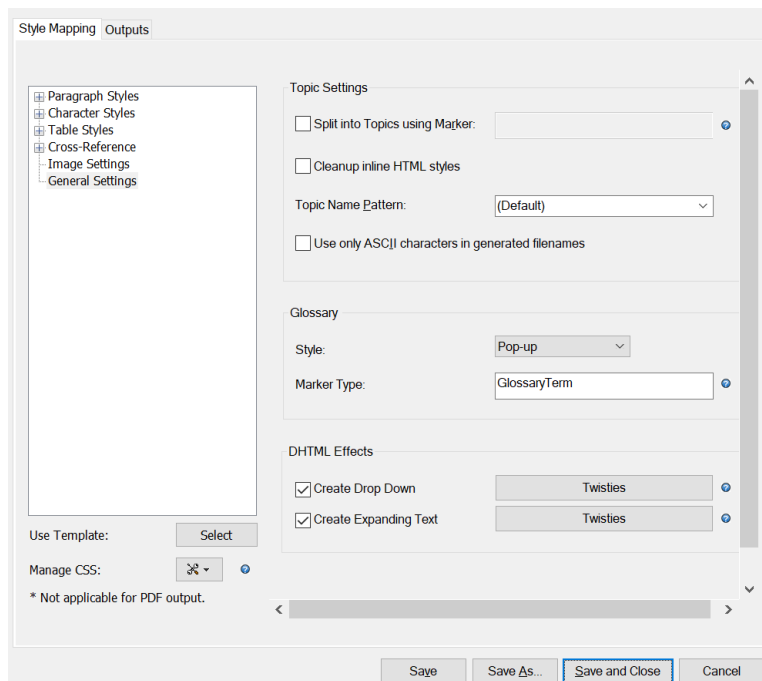 Style Mapping Outputs
Paragraph Styles
Character Styles
Table Styles
Cross-Reference
Image Settings
General Settings
Use Template: Select
Manage CSS:
* Not applicable for PDF output.
Topic Settings
Split into Topics using Marker:
Cleanup inline HTML styles
Topic Name Pattern: (Default)
Use only ASCII characters in generated filenames
Glossary
Style: Pop-up
Marker Type: GlossaryTerm
DHTML Effects
Create Drop Down Twisties
Create Expanding Text Twisties
Save Save As... Save and Close Cancel